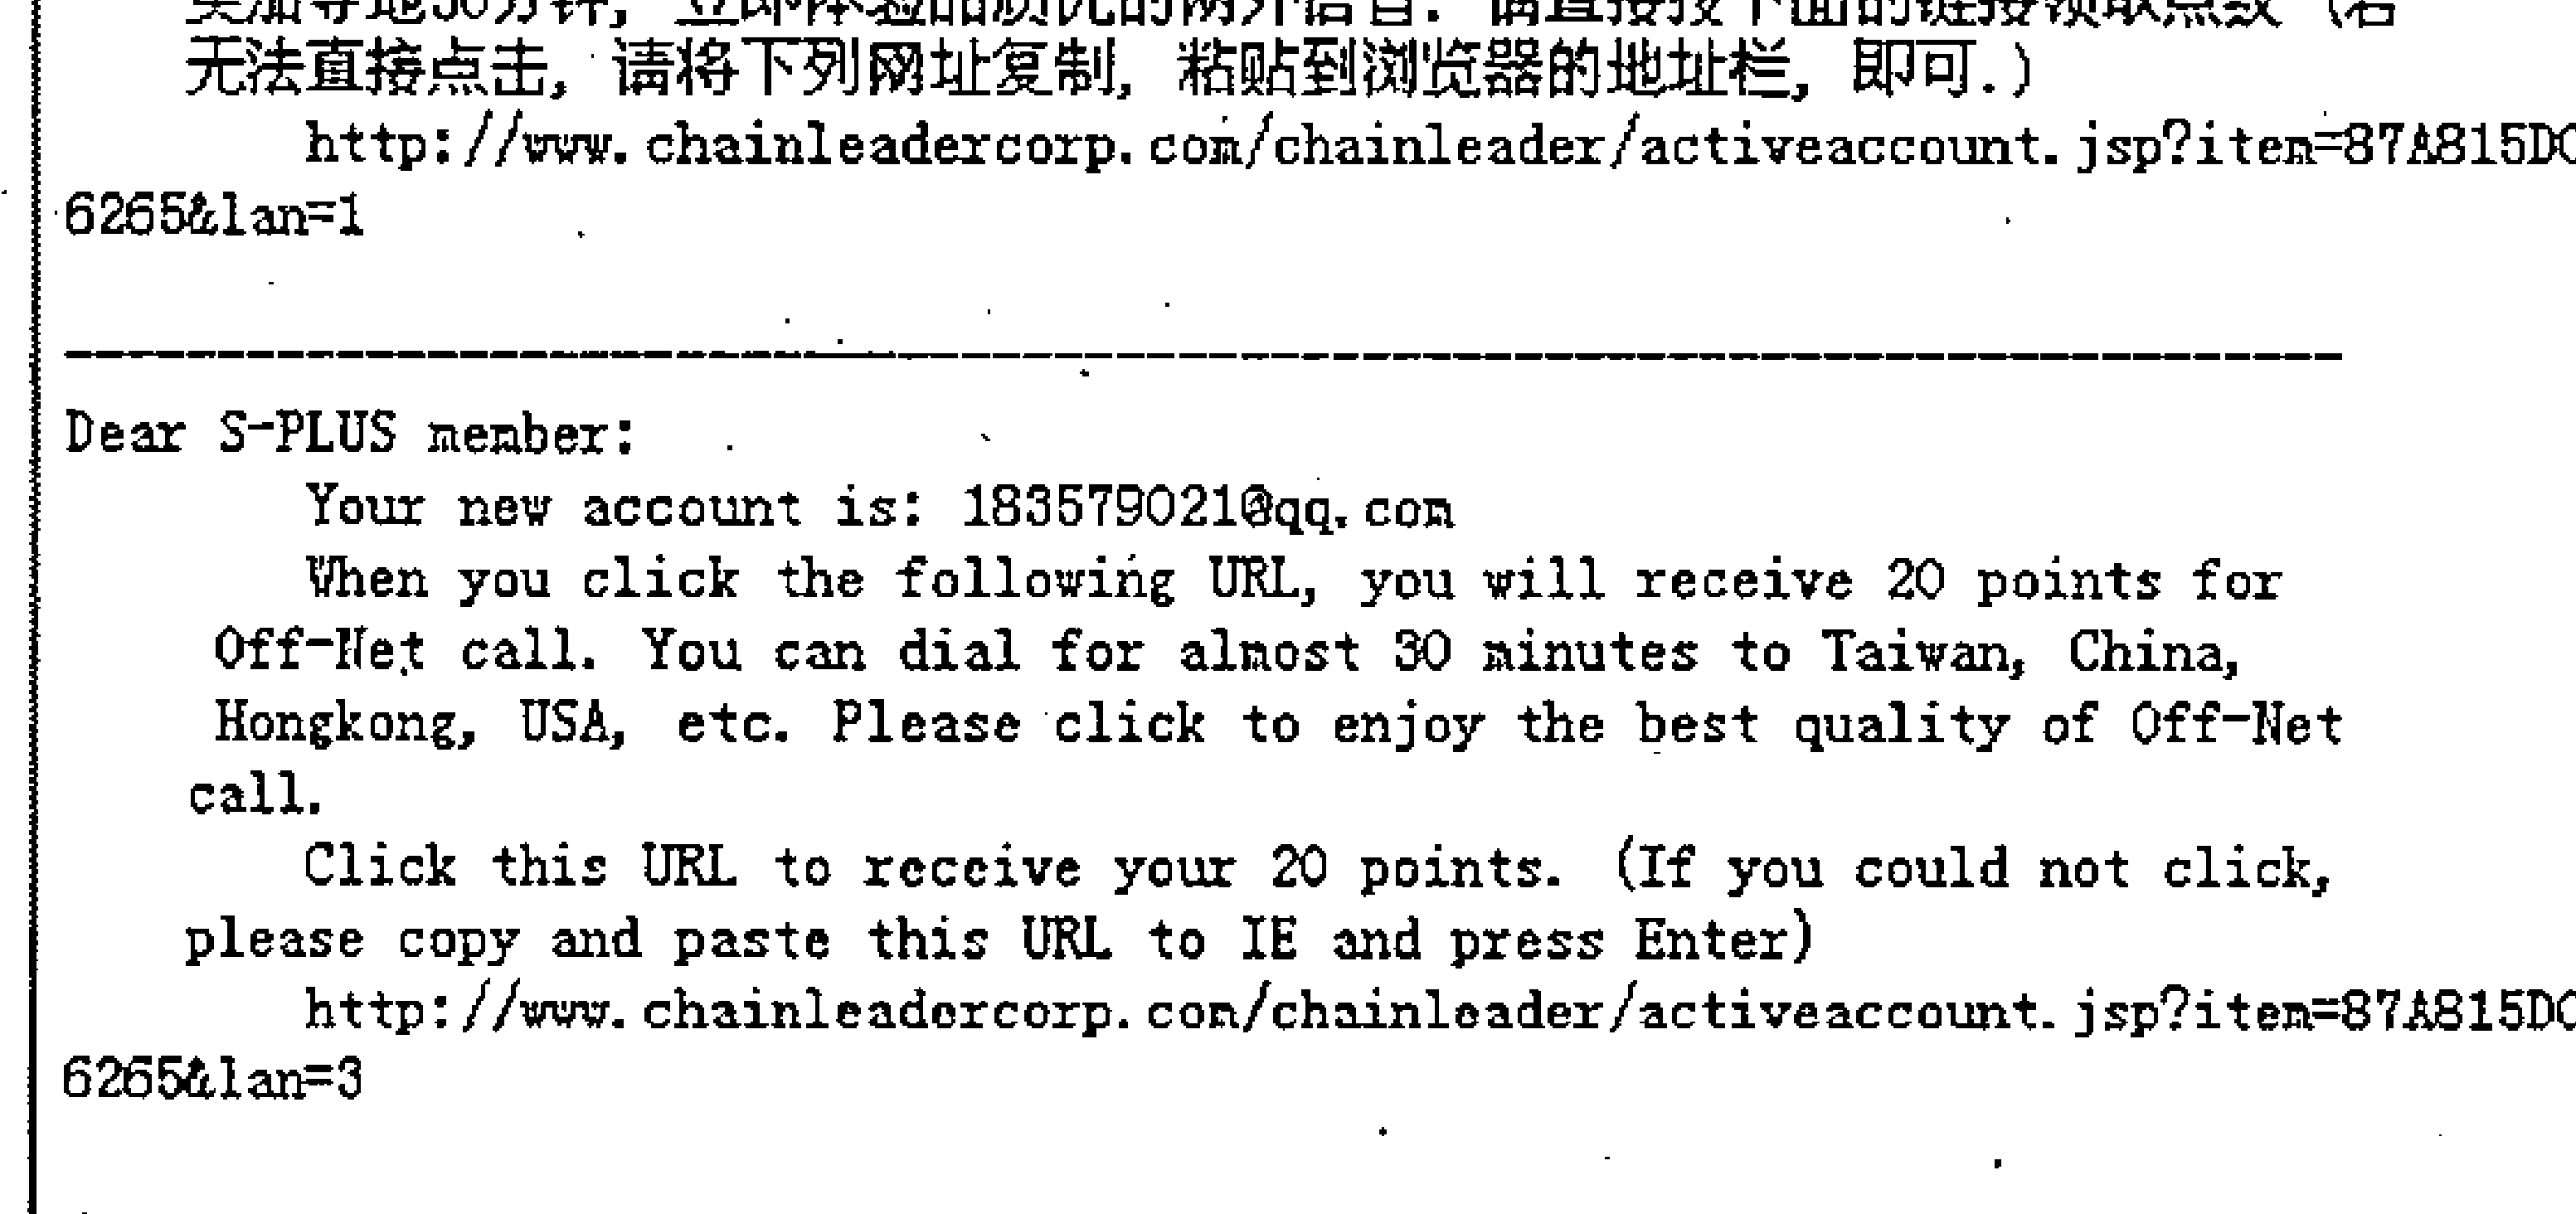 无法直接点击, 请将下列网址复制, 粘贴到浏览器的地址栏, 即可.)
http://www.chainleadercorp.com/chainleader/activeaccount.jsp?item=87A815D
6265&lan=1
--------------------------------------------------------------------------
Dear S-PLUS member:
Your new account is: 183579021@qq.com
When you click the following URL, you will receive 20 points for
Off-Net call. You can dial for almost 30 minutes to Taiwan, China,
Hongkong, USA, etc. Please click to enjoy the best quality of Off-Net
call.
Click this URL to receive your 20 points. (If you could not click,
please copy and paste this URL to IE and press Enter)
http://www.chainleadercorp.com/chainleader/activeaccount.jsp?item=87A815D
6265&lan=3